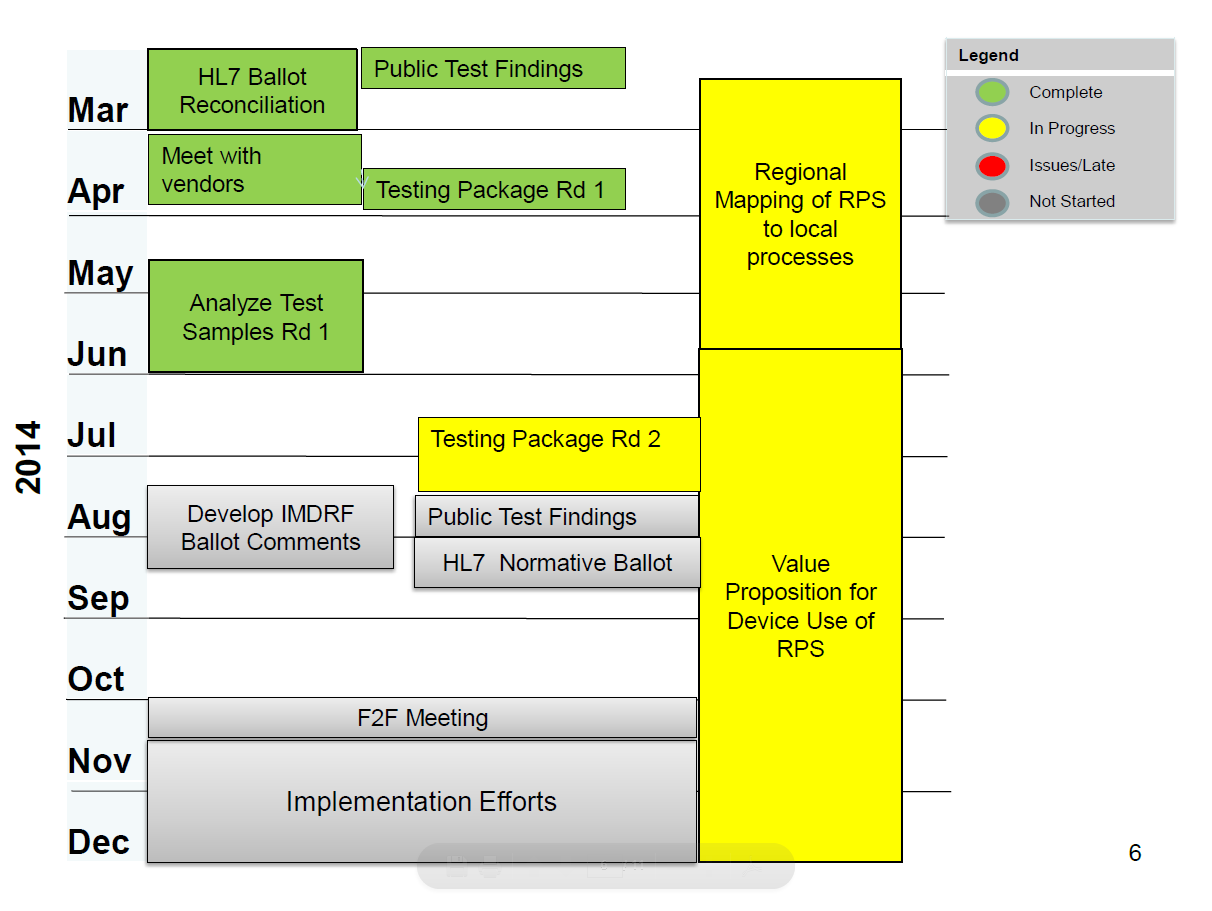 2014
Mar
Apr
May
Jun
Jul
Aug
Sep
Oct
Nov
Dec
HL7 Ballot
Reconciliation
Public Test Findings
Meet with
vendors
Testing Package Rd 1
Analyze Test
Samples Rd 1
Testing Package Rd 2
Develop IMDRF
Ballot Comments
Public Test Findings
HL7  Normative Ballot
F2F Meeting
Implementation Efforts
Regional
Mapping of RPS
to local
processes
Value
Proposition for
Device Use of
RPS
Legend
Complete
In Progress
Issues/Late
Not Started
6